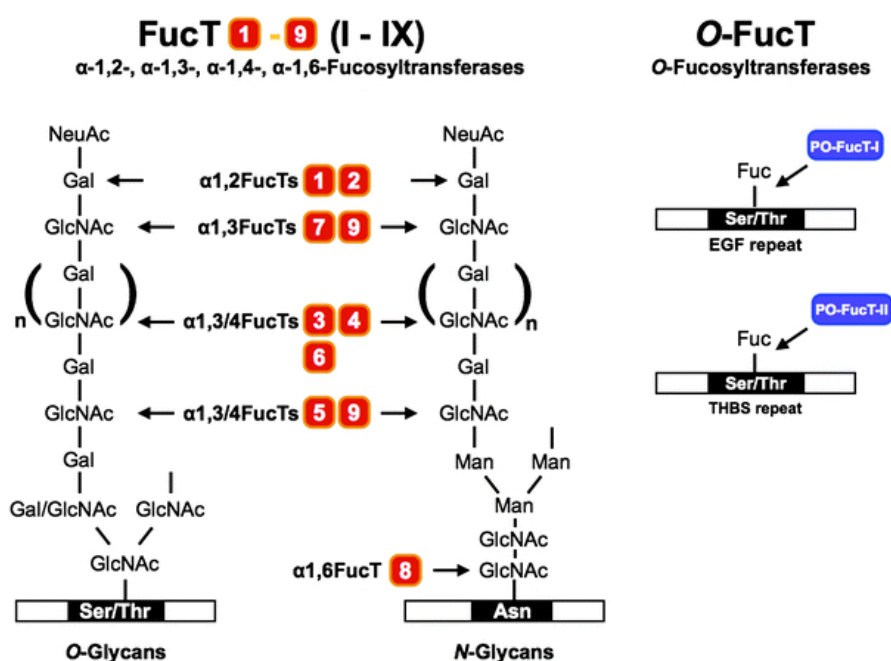 FucT 1 - 9 (I - IX)
α-1,2-, α-1,3-, α-1,4-, α-1,6-Fucosyltransferases
O-FucT
O-Fucosyltransferases
NeuAc
Gal
GlcNAc
Gal
n ( GlcNAc )
Gal
GlcNAc
Gal
Gal/GlcNAc GlcNAc
GlcNAc
Ser/Thr
O-Glycans
α1,2FucTs 1 2
α1,3FucTs 7 9
α1,3/4FucTs 3 4
6
α1,3/4FucTs 5 9
α1,6FucT 8
NeuAc
Gal
GlcNAc
Gal
( GlcNAc ) n
Gal
GlcNAc
Man Man
Man
GlcNAc
GlcNAc
Asn
N-Glycans
PO-FucT-I
Fuc
Ser/Thr
EGF repeat
PO-FucT-II
Fuc
Ser/Thr
THBS repeat